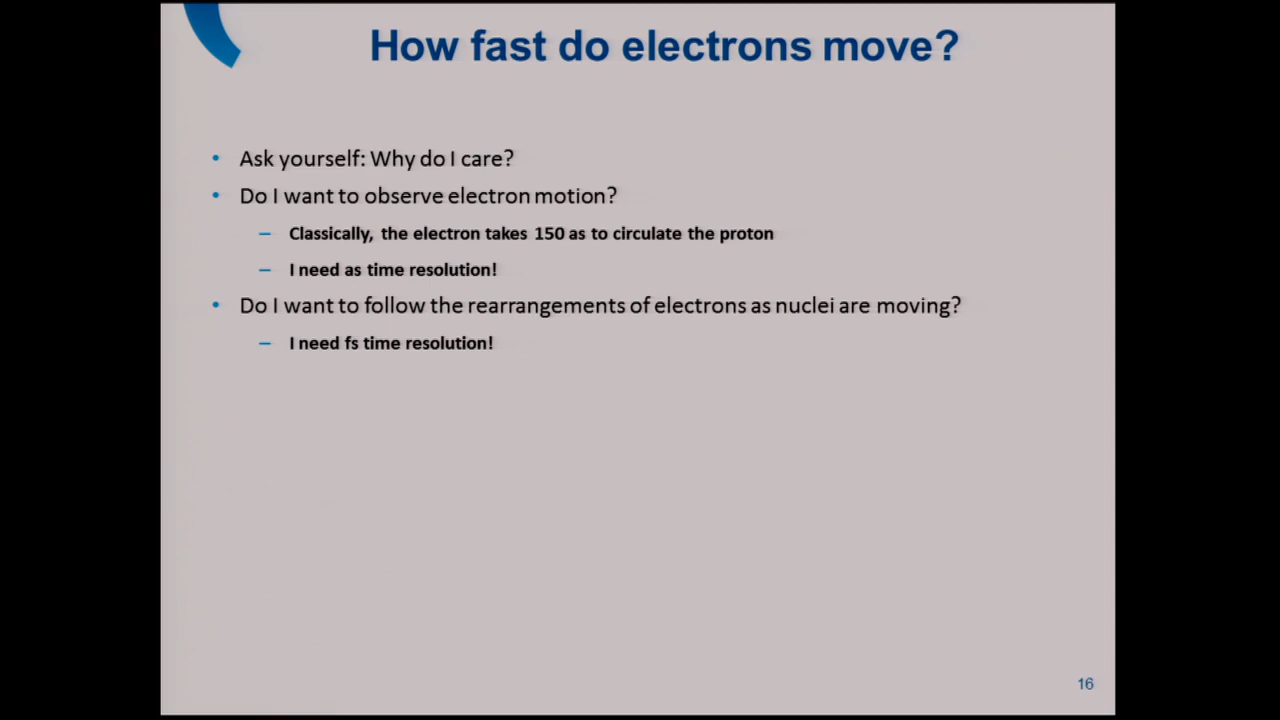 How fast do electrons move?
• Ask yourself: Why do I care?
• Do I want to observe electron motion?
– Classically, the electron takes 150 as to circulate the proton
– I need as time resolution!
• Do I want to follow the rearrangements of electrons as nuclei are moving?
– I need fs time resolution!
16